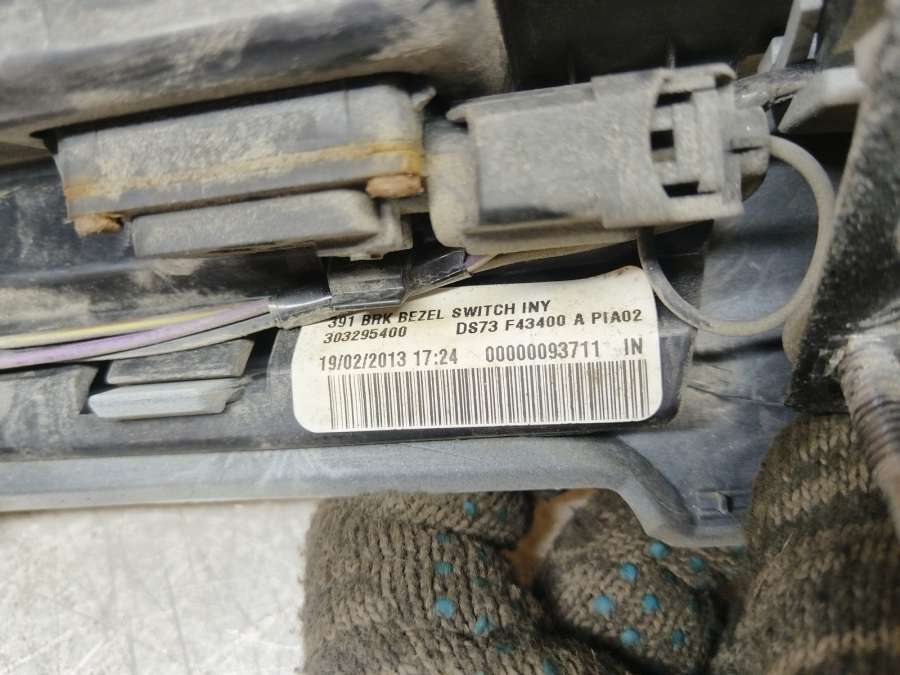 391 BRK BEZEL SWITCH INY
303295400 DS73 F43400 A PIA02
19/02/2013 17:24 00000093711 IN